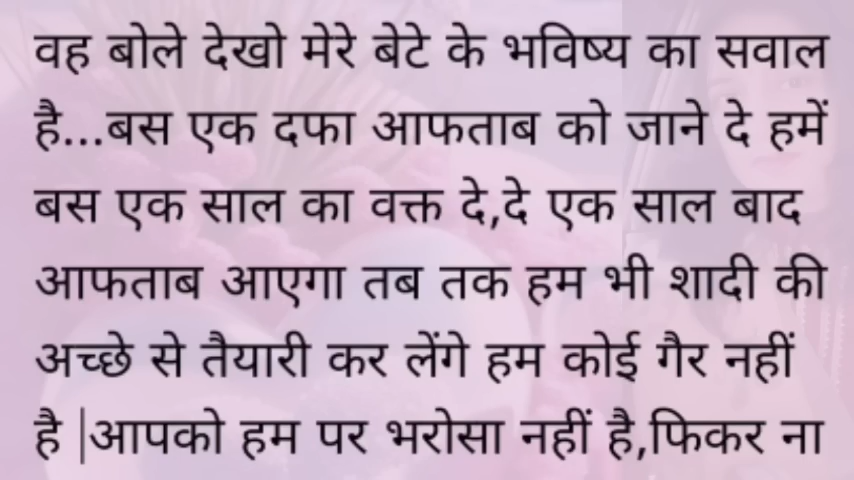 वह बोले देखो मेरे बेटे के भविष्य का सवाल
है...बस एक दफा आफताब को जाने दे हमें
बस एक साल का वक्त दे,दे एक साल बाद
आफताब आएगा तब तक हम भी शादी की
अच्छे से तैयारी कर लेंगे हम कोई गैर नहीं
है |आपको हम पर भरोसा नहीं है,फिकर ना